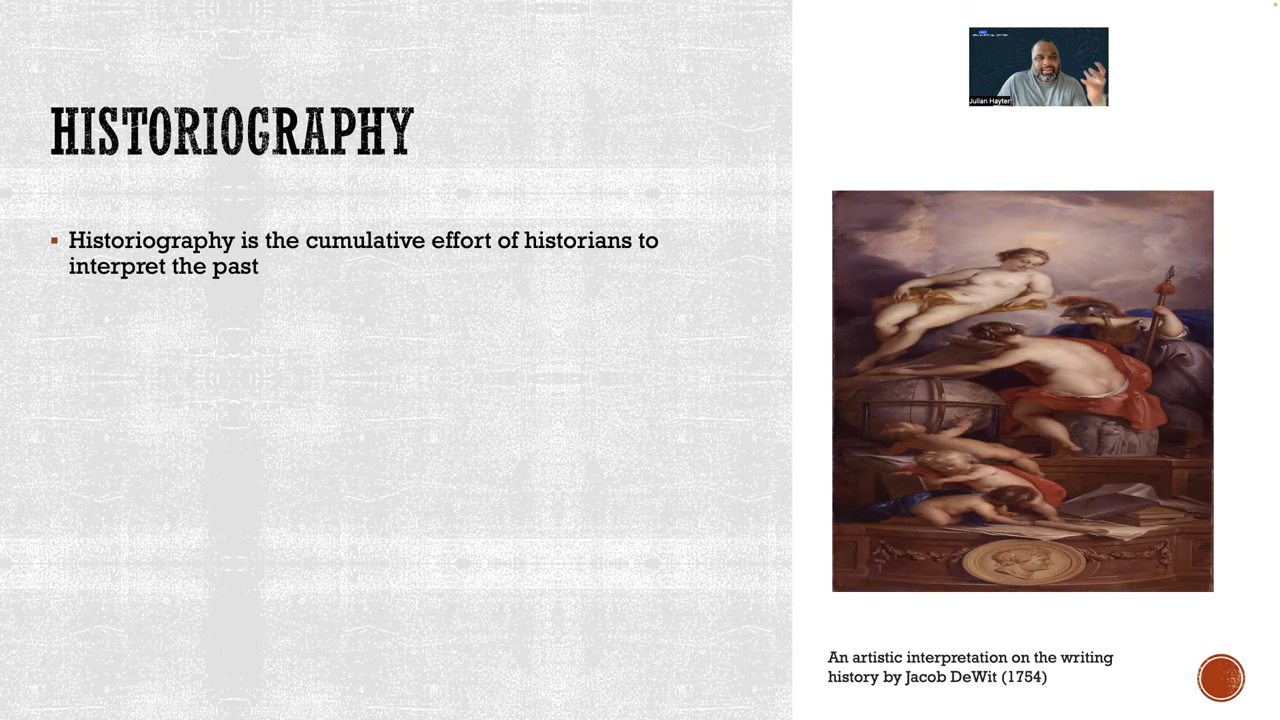 HISTORIOGRAPHY
Historiography is the cumulative effort of historians to
interpret the past
Julian Hayter
An artistic interpretation on the writing
history by Jacob DeWit (1754)